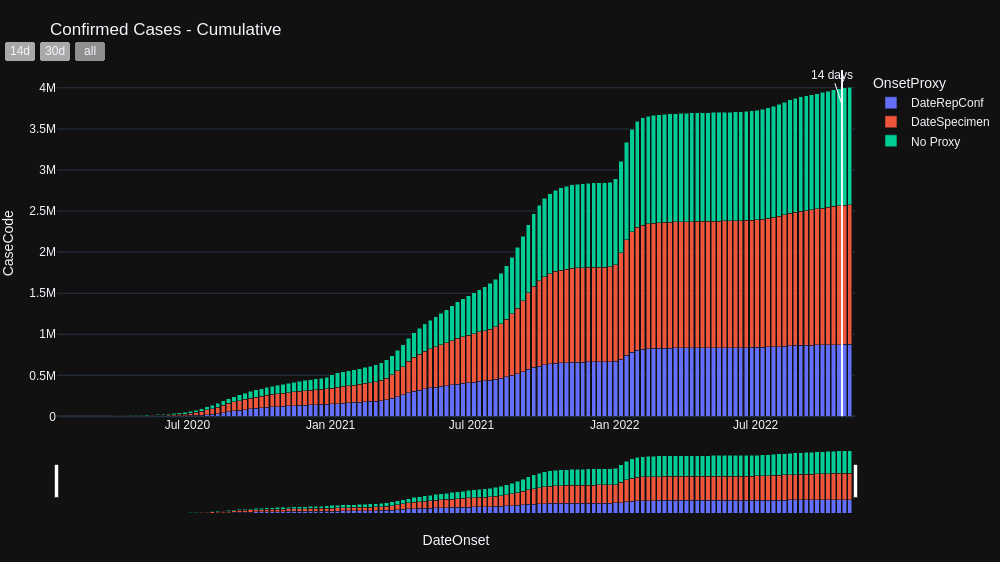 Confirmed Cases - Cumulative
14d 30d all
14 days
OnsetProxy
DateRepConf
DateSpecimen
No Proxy
4M
3.5M
3M
2.5M
2M
1.5M
1M
0.5M
0
CaseCode
Jul 2020 Jan 2021 Jul 2021 Jan 2022 Jul 2022
DateOnset